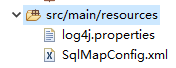 src/main/resources
log4j.properties
SqlMapConfig.xml